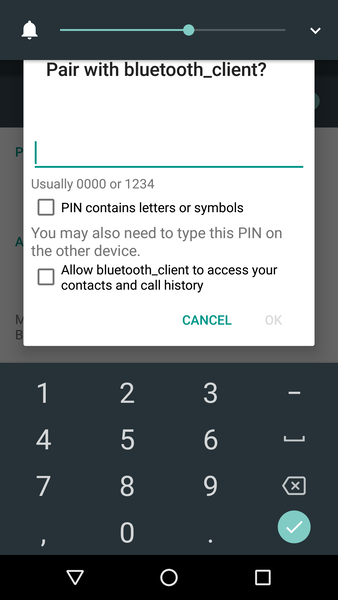 Pair with bluetooth_client?
P
Usually 0000 or 1234
PIN contains letters or symbols
You may also need to type this PIN on
the other device.
A
Allow bluetooth_client to access your
contacts and call history
CANCEL OK
M
B
1 2 3 –
4 5 6
7 8 9
, 0 .